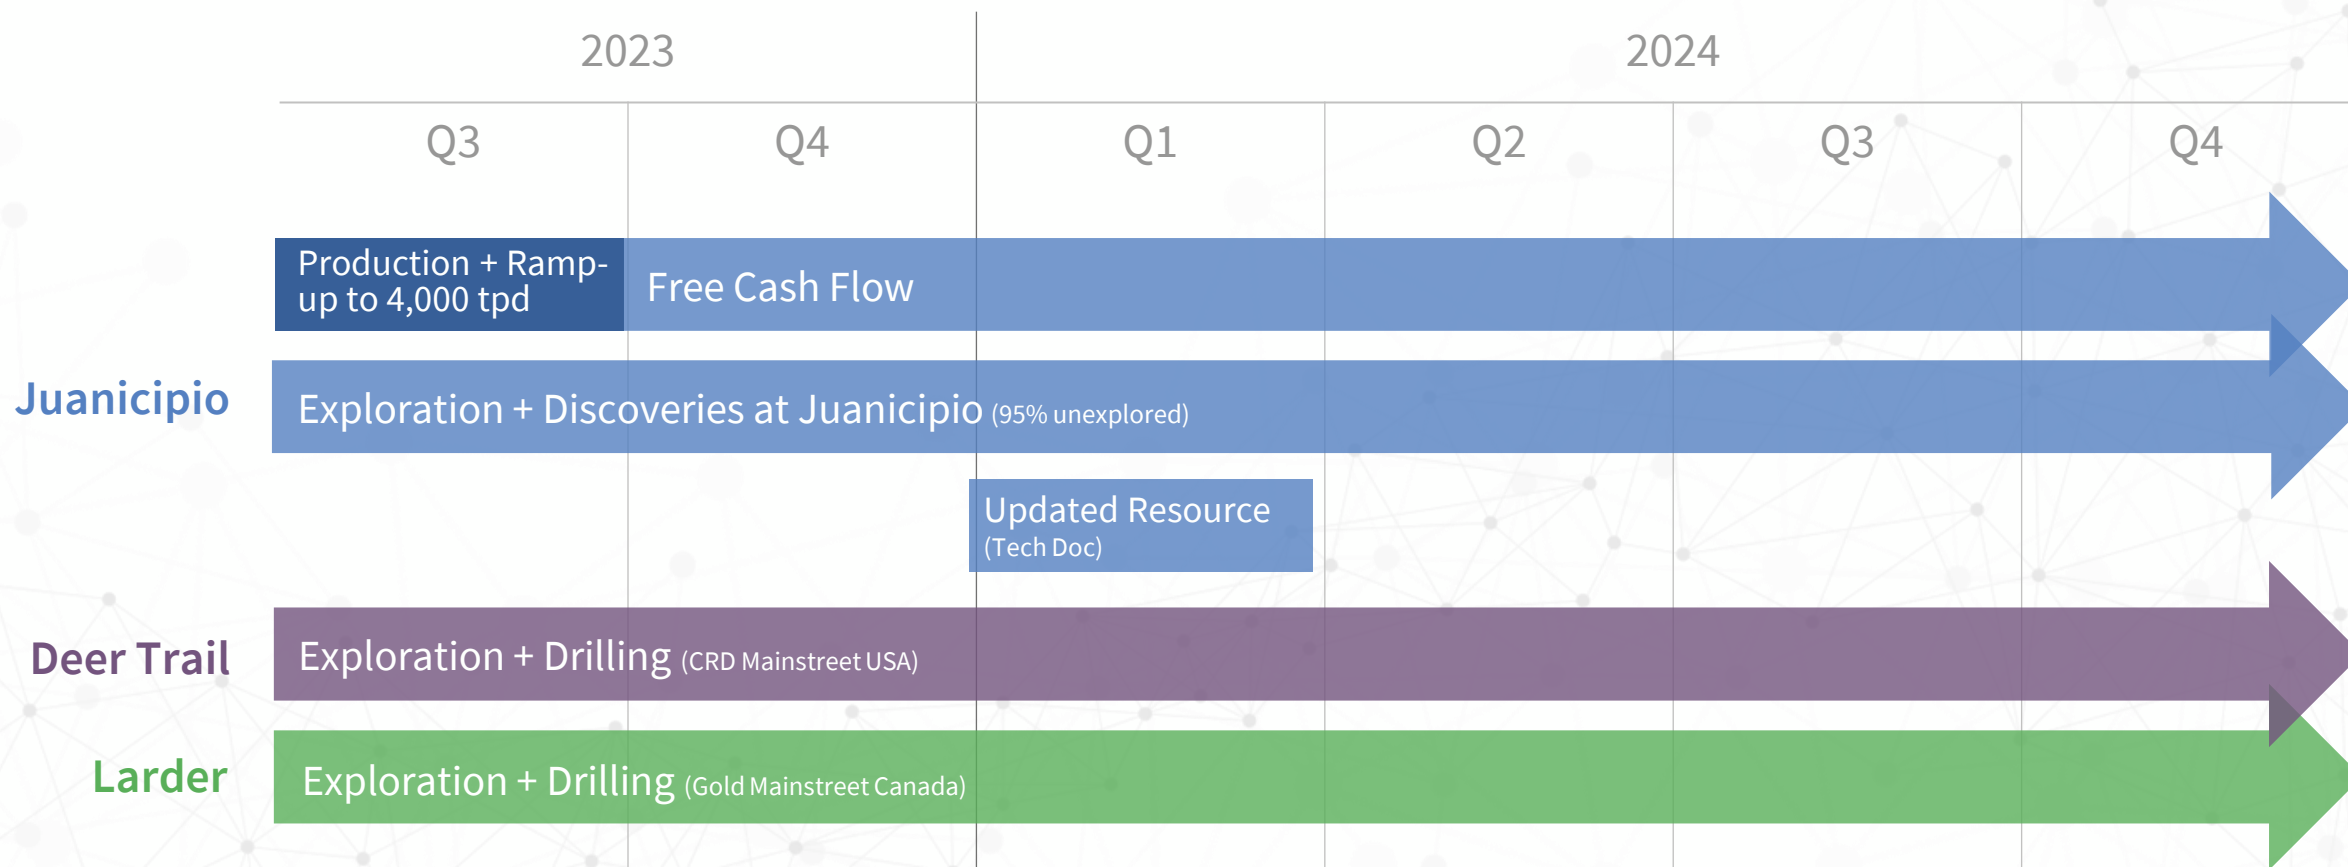 2023
2024
Q3
Q4
Q1
Q2
Q3
Q4
Production + Ramp-
up to 4,000 tpd
Free Cash Flow
Juanicipio
Exploration + Discoveries at Juanicipio (95% unexplored)
Updated Resource
(Tech Doc)
Deer Trail
Exploration + Drilling (CRD Mainstreet USA)
Larder
Exploration + Drilling (Gold Mainstreet Canada)